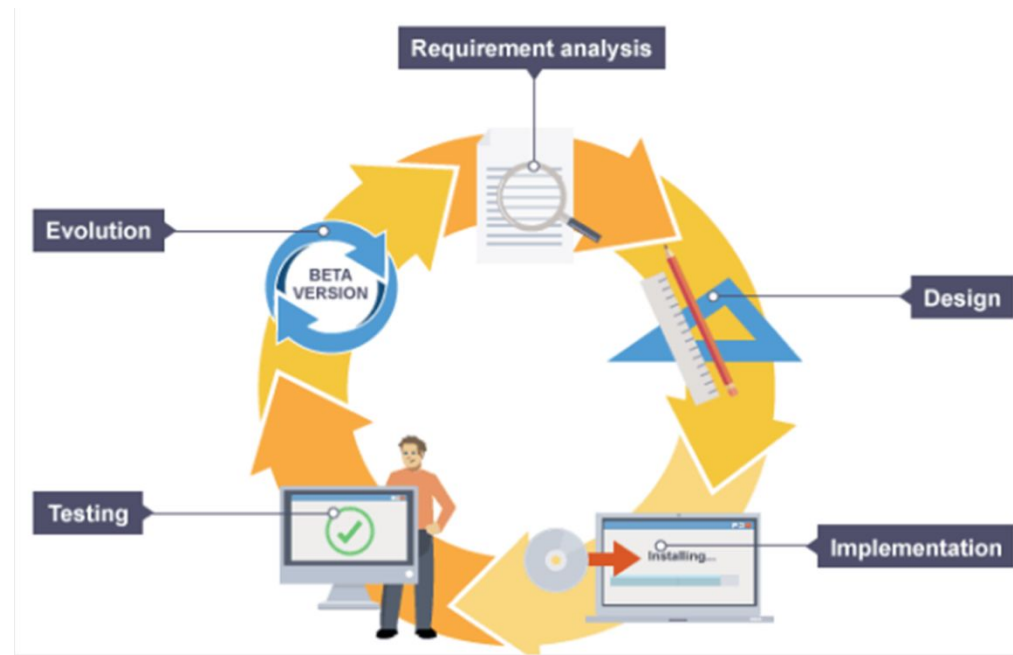 Requirement analysis
Evolution
BETA
VERSION
Design
Testing
Installing...
Implementation